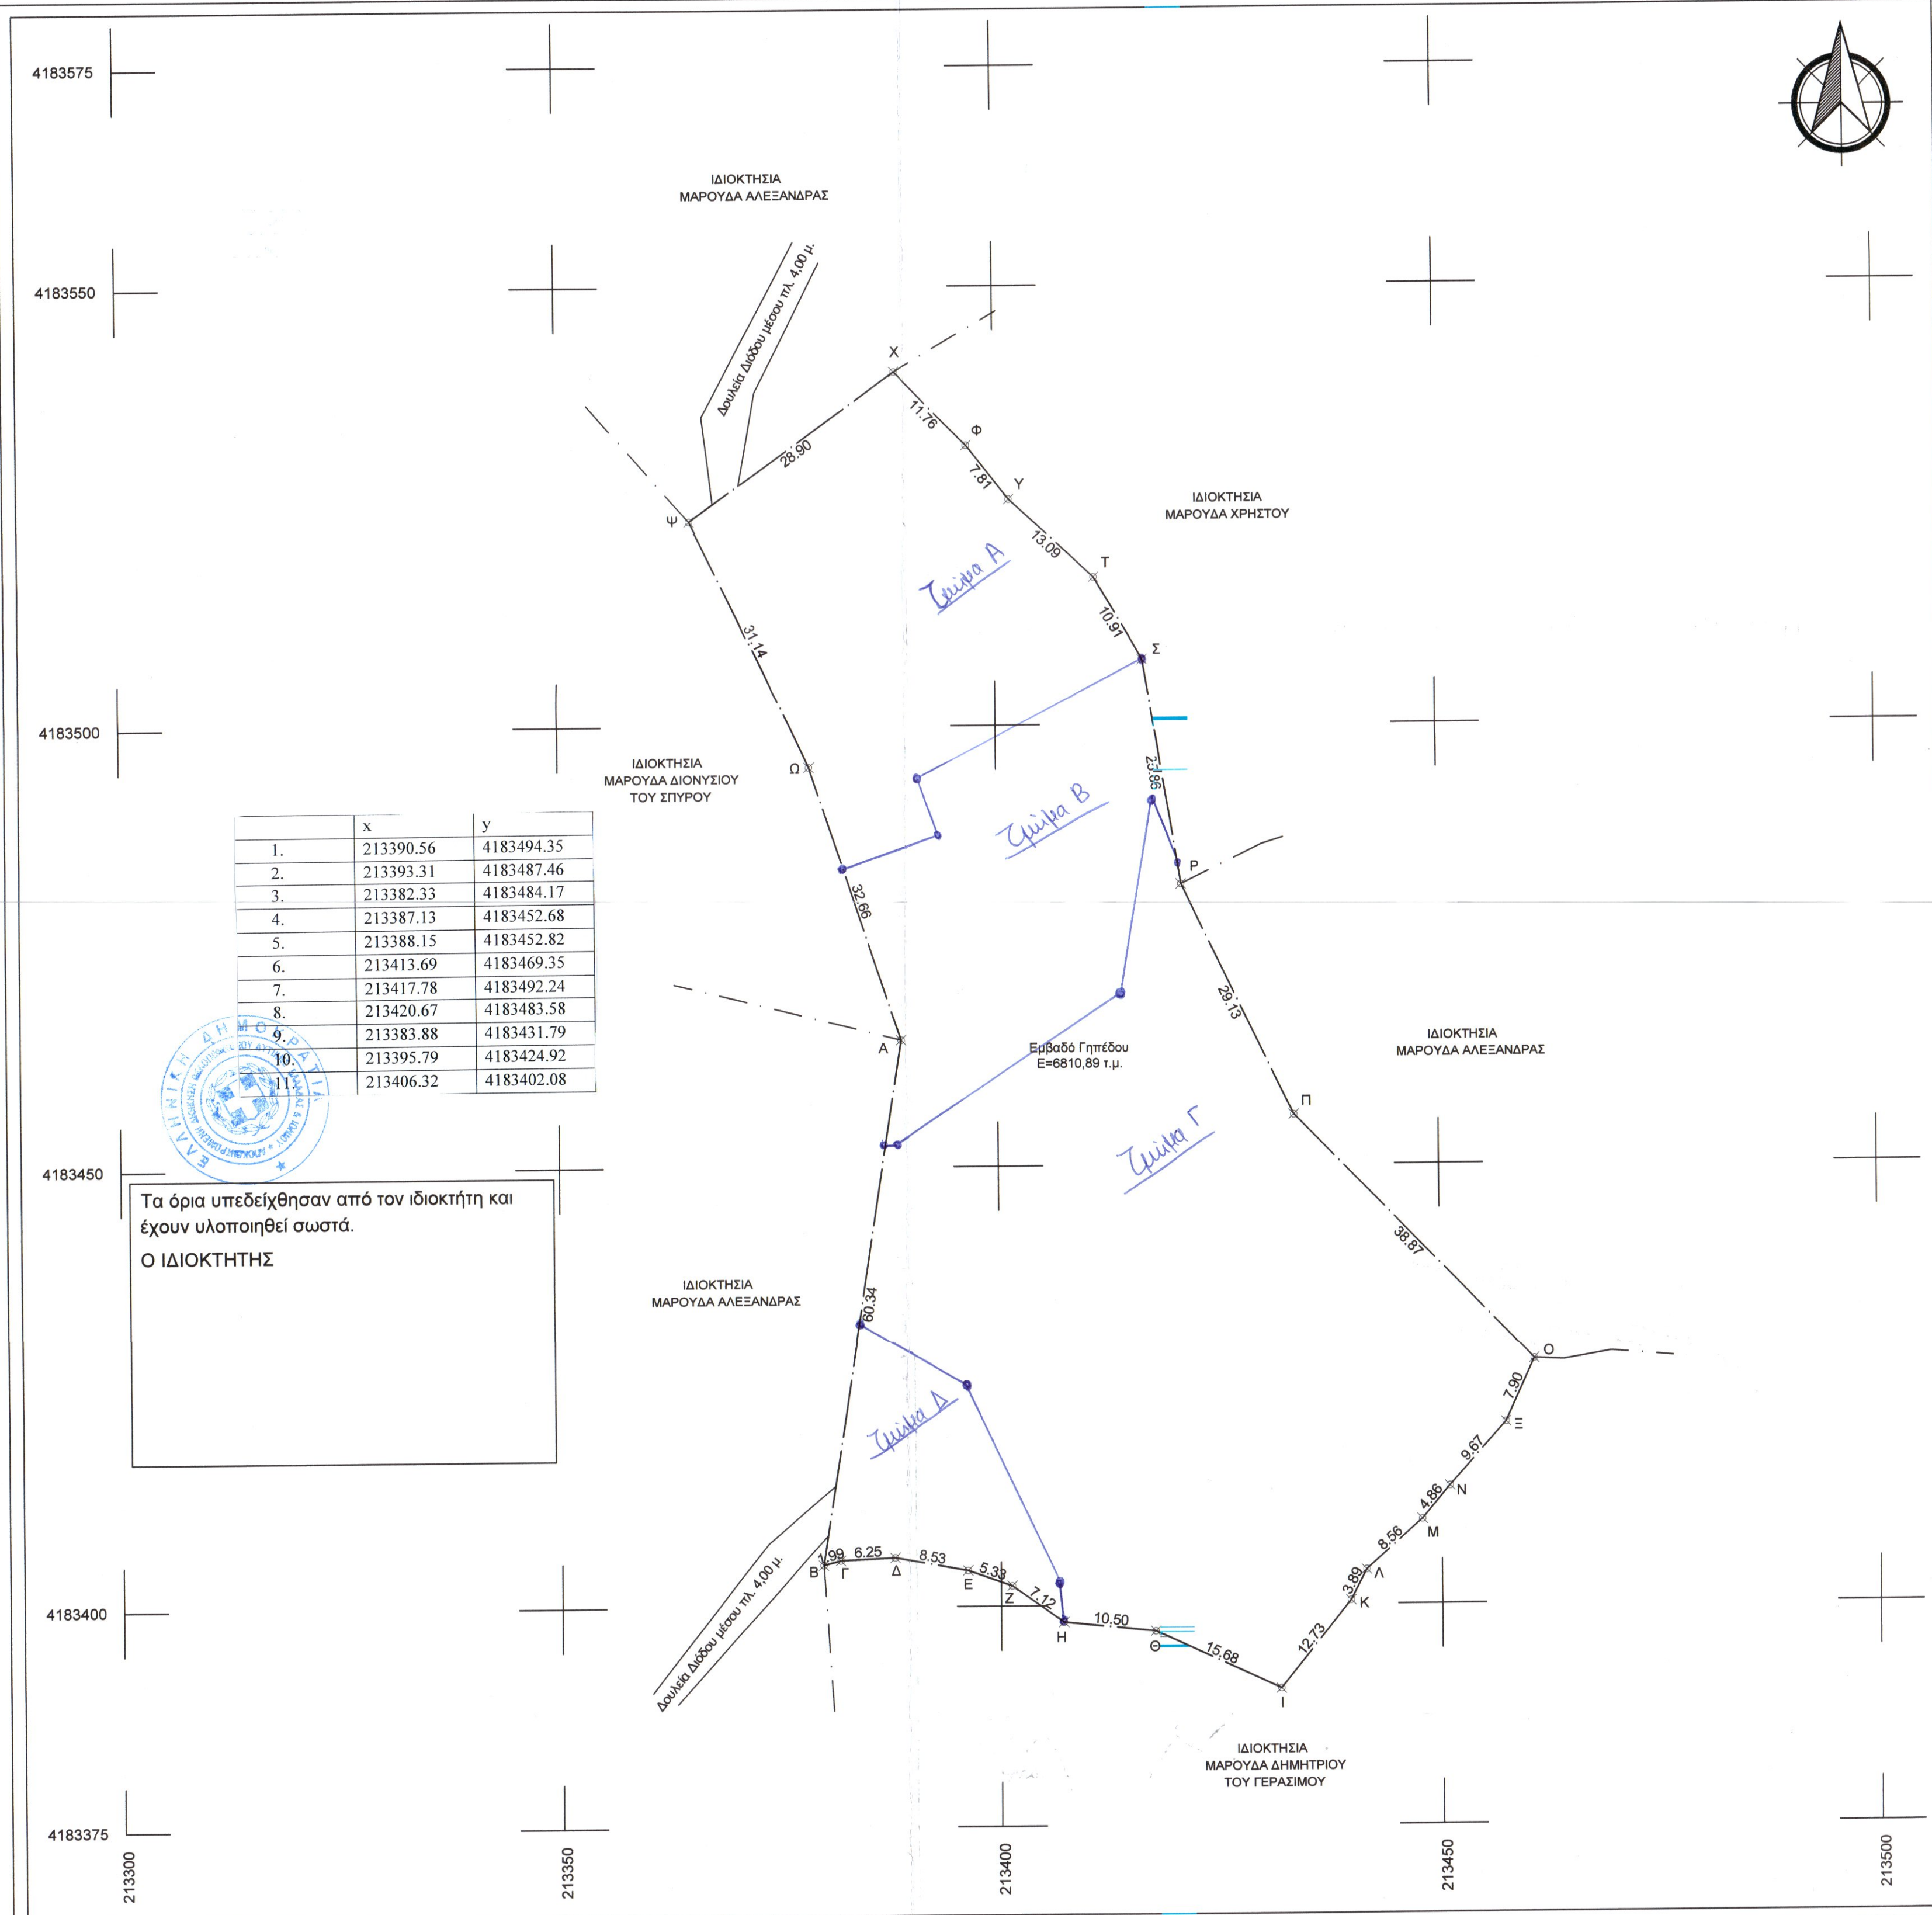 4183575
ΙΔΙΟΚΤΗΣΙΑ
ΜΑΡΟΥΔΑ ΑΛΕΞΑΝΔΡΑΣ
Δουλεία Διόδου μέσου πλ. 4,00 μ.
4183550
Χ
11.76
Φ
28.90
7.81
Υ
Ψ
ΙΔΙΟΚΤΗΣΙΑ
ΜΑΡΟΥΔΑ ΧΡΗΣΤΟΥ
13.09
Τ
Τμήμα Α
10.91
31.14
Σ
4183500
Ω
ΙΔΙΟΚΤΗΣΙΑ
ΜΑΡΟΥΔΑ ΔΙΟΝΥΣΙΟΥ
ΤΟΥ ΣΠΥΡΟΥ
25.86
Τμήμα Β
Ρ
32.66
x y
1. 213390.56 4183494.35
2. 213393.31 4183487.46
3. 213382.33 4183484.17
4. 213387.13 4183452.68
5. 213388.15 4183452.82
6. 213413.69 4183469.35
7. 213417.78 4183492.24
8. 213420.67 4183483.58
9. 213383.88 4183431.79
10. 213395.79 4183424.92
11. 213406.32 4183402.08
ΕΛΛΗΝΙΚΗ ΔΗΜΟΚΡΑΤΙΑ
29.13
Α
Εμβαδό Γηπέδου
Ε=6810,89 τ.μ.
ΙΔΙΟΚΤΗΣΙΑ
ΜΑΡΟΥΔΑ ΑΛΕΞΑΝΔΡΑΣ
Π
Τμήμα Γ
4183450
Τα όρια υπεδείχθησαν από τον ιδιοκτήτη και
έχουν υλοποιηθεί σωστά.
Ο ΙΔΙΟΚΤΗΤΗΣ
38.87
ΙΔΙΟΚΤΗΣΙΑ
ΜΑΡΟΥΔΑ ΑΛΕΞΑΝΔΡΑΣ
60.34
Ο
7.90
Ξ
Τμήμα Δ
9.67
Ν
4.86
Μ
8.56
Λ
3.89
Κ
Β
1.99
Γ
6.25
Δ
8.53
Ε
5.33
Ζ
7.12
Η
10.50
Θ
15.68
Ι
12.73
4183400
Δουλεία Διόδου μέσου πλ. 4,00 μ.
ΙΔΙΟΚΤΗΣΙΑ
ΜΑΡΟΥΔΑ ΔΗΜΗΤΡΙΟΥ
ΤΟΥ ΓΕΡΑΣΙΜΟΥ
4183375
213300
213350
213400
213450
213500